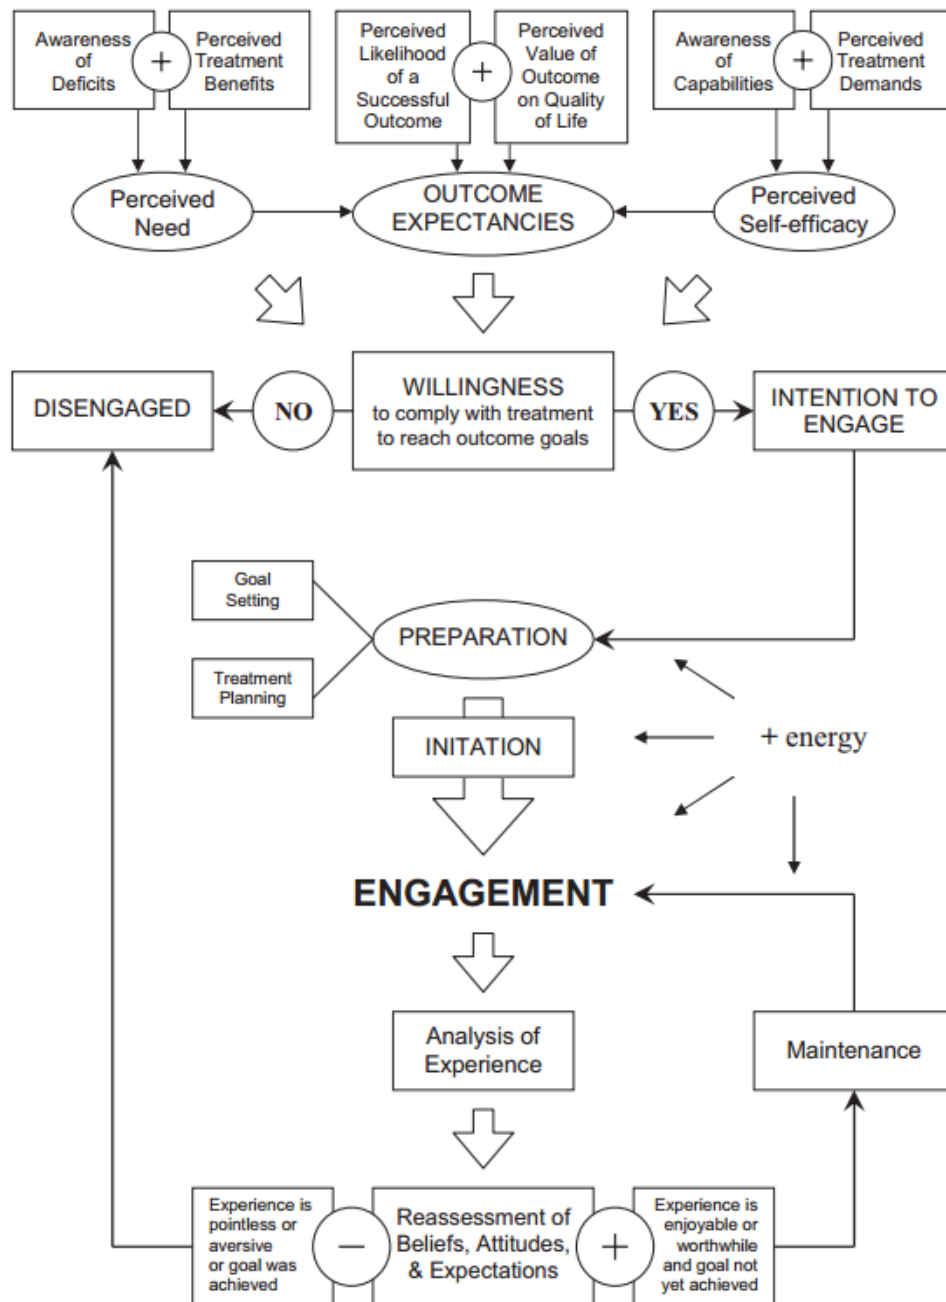 Awareness
of
Deficits
+
Perceived
Treatment
Benefits
Perceived
Likelihood
of a
Successful
Outcome
+
Perceived
Value of
Outcome
on Quality
of Life
Awareness
of
Capabilities
+
Perceived
Treatment
Demands
Perceived
Need
OUTCOME
EXPECTANCIES
Perceived
Self-efficacy
DISENGAGED
NO
WILLINGNESS
to comply with treatment
to reach outcome goals
YES
INTENTION TO
ENGAGE
Goal
Setting
Treatment
Planning
PREPARATION
INITATION
+ energy
ENGAGEMENT
Analysis of
Experience
Maintenance
Experience is
pointless or
aversive
or goal was
achieved
−
Reassessment of
Beliefs, Attitudes,
& Expectations
+
Experience is
enjoyable or
worthwhile
and goal not
yet achieved